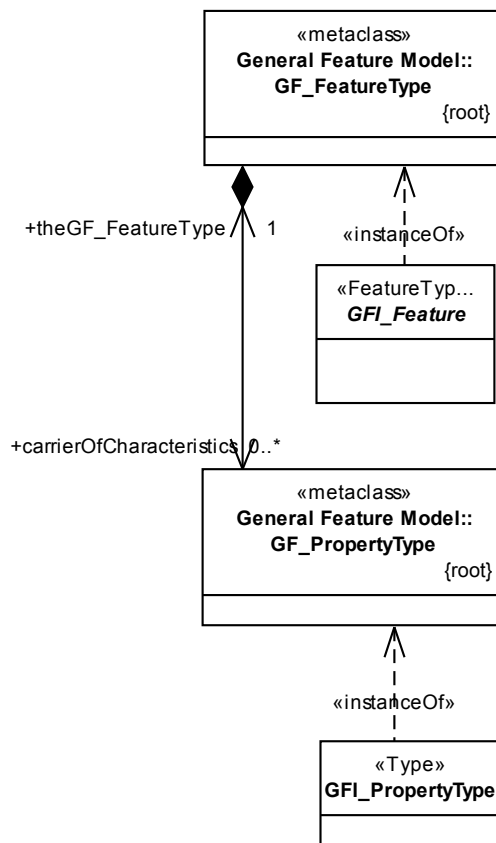 «metaclass»
General Feature Model::
GF_FeatureType
{root}
+theGF_FeatureType 1
«instanceOf»
«FeatureTyp...
GFI_Feature
+carrierOfCharacteristics 0..*
«metaclass»
General Feature Model::
GF_PropertyType
{root}
«instanceOf»
«Type»
GFI_PropertyType